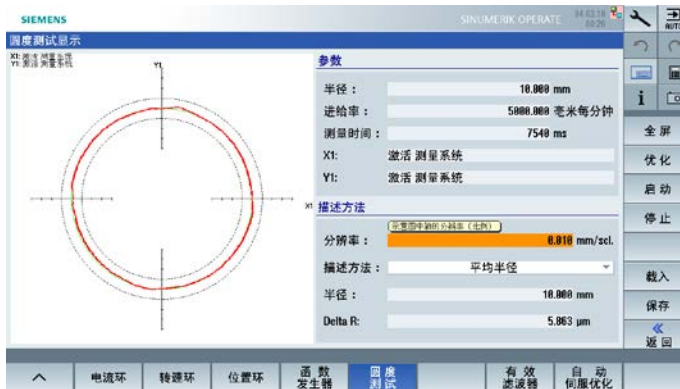 SIEMENS
SINUMERIK OPERATE
圆度测试显示
AUTO
X1: 激活 测量系统
Y1: 激活 测量系统
Y1
X1
参数
半径： 10.000 mm
进给率： 5000.000 毫米每分钟
测量时间： 7540 ms
X1: 激活 测量系统
Y1: 激活 测量系统
描述方法
示意图中轴的分辨率（比例）
分辨率： 0.010 mm/scl.
描述方法： 平均半径
半径： 10.000 mm
Delta R: 5.863 µm
全屏
优化
启动
停止
载入
保存
返回
电流环
转速环
位置环
函数发生器
圆度测试
有效滤波器
自动伺服优化